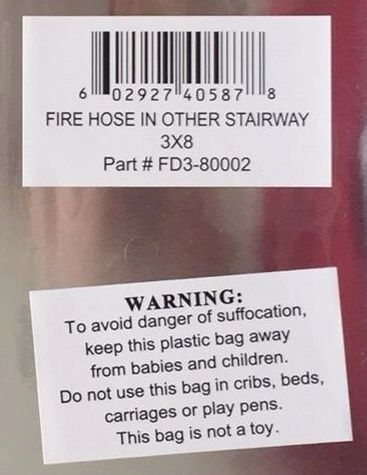 6 02927 40587 8
FIRE HOSE IN OTHER STAIRWAY
3X8
Part # FD3-80002
WARNING:
To avoid danger of suffocation,
keep this plastic bag away
from babies and children.
Do not use this bag in cribs, beds,
carriages or play pens.
This bag is not a toy.